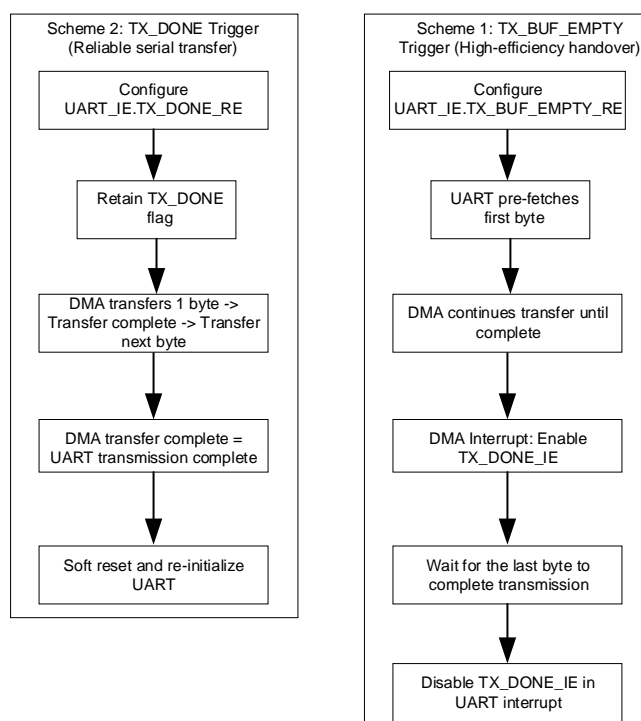 Scheme 2: TX_DONE Trigger
(Reliable serial transfer)
Configure
UART_IE.TX_DONE_RE
Retain TX_DONE
flag
DMA transfers 1 byte ->
Transfer complete -> Transfer
next byte
DMA transfer complete =
UART transmission complete
Soft reset and re-initialize
UART
Scheme 1: TX_BUF_EMPTY
Trigger (High-efficiency handover)
Configure
UART_IE.TX_BUF_EMPTY_RE
UART pre-fetches
first byte
DMA continues transfer until
complete
DMA Interrupt: Enable
TX_DONE_IE
Wait for the last byte to
complete transmission
Disable TX_DONE_IE in
UART interrupt